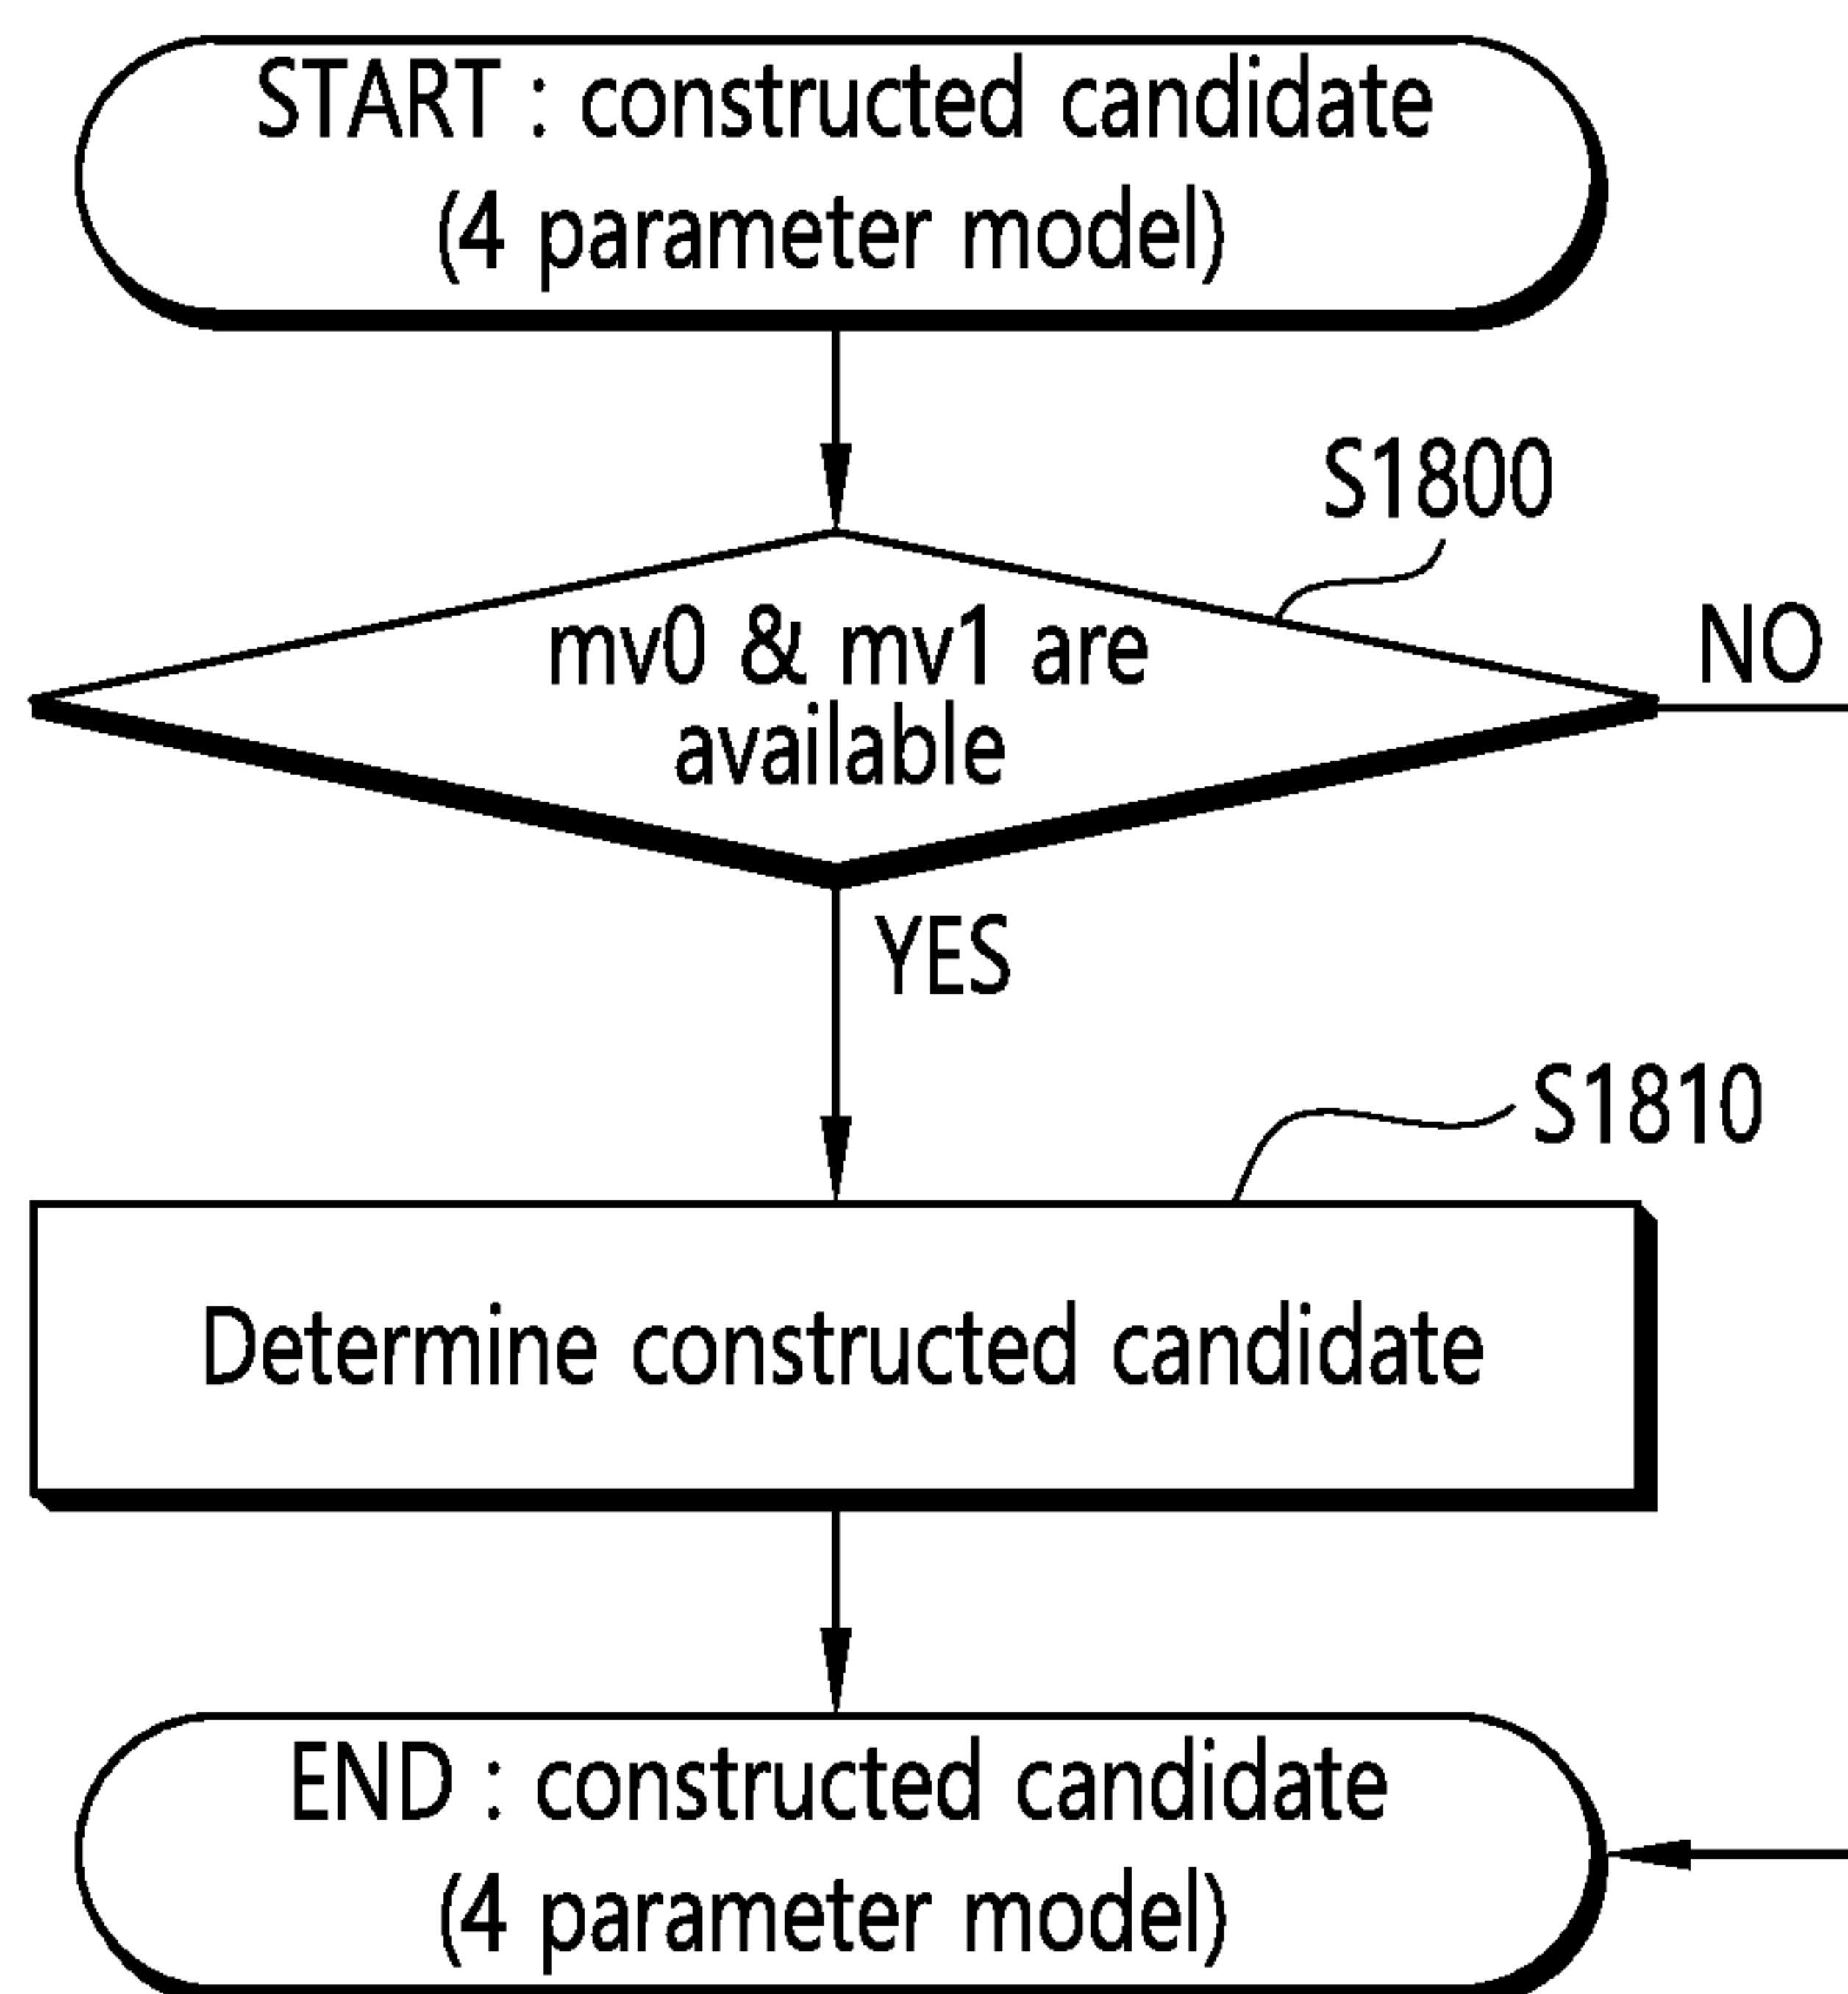 START : constructed candidate
(4 parameter model)
S1800
mv0 & mv1 are
available
NO
YES
S1810
Determine constructed candidate
END : constructed candidate
(4 parameter model)